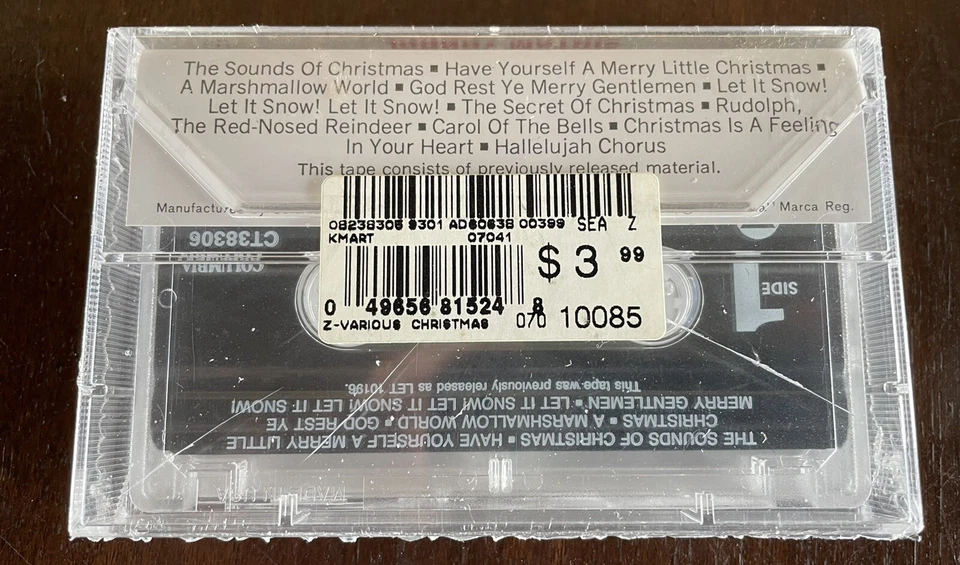 The Sounds Of Christmas ▪ Have Yourself A Merry Little Christmas ▪
A Marshmallow World ▪ God Rest Ye Merry Gentlemen ▪ Let It Snow!
Let It Snow! Let It Snow! ▪ The Secret Of Christmas ▪ Rudolph,
The Red-Nosed Reindeer ▪ Carol Of The Bells ▪ Christmas Is A Feeling
In Your Heart ▪ Hallelujah Chorus
This tape consists of previously released material.
Marca Reg.
08238306 9301 AD60638 00399 SEA Z
KMART 07041
$3 99
0 49656 81524 8
Z-VARIOUS CHRISTMAS 070 10085
CT38306
COLUMBIA
SIDE 1
This tape was previously released as LET 10196.
THE SOUNDS OF CHRISTMAS ▪ HAVE YOURSELF A MERRY LITTLE
CHRISTMAS ▪ A MARSHMALLOW WORLD ▪ GOD REST YE
MERRY GENTLEMEN ▪ LET IT SNOW! LET IT SNOW! LET IT SNOW!